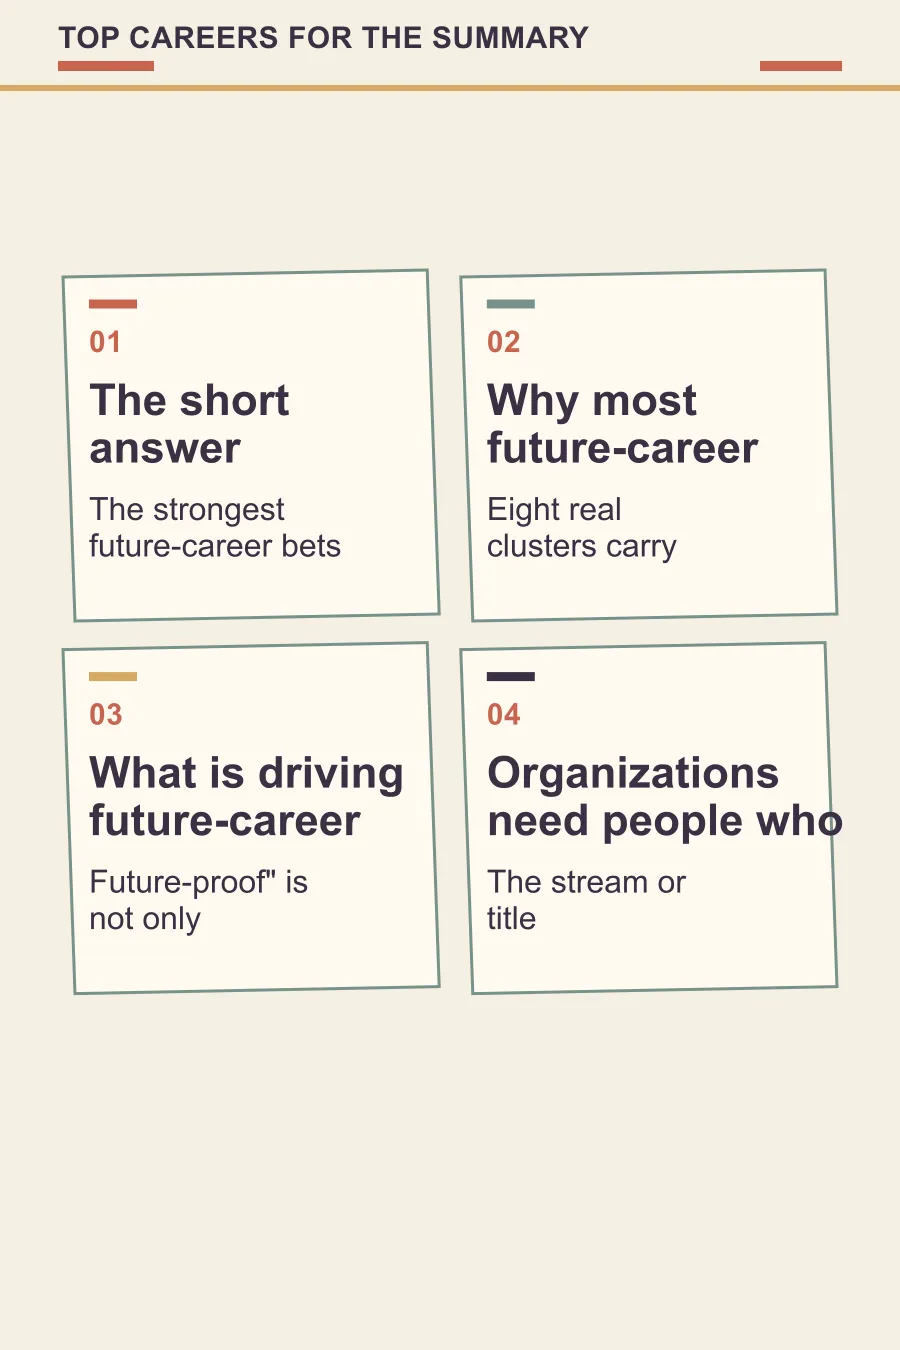 TOP CAREERS FOR THE SUMMARY
01
The short
answer
The strongest
future-career bets
02
Why most
future-career
Eight real
clusters carry
03
What is driving
future-career
Future-proof" is
not only
04
Organizations
need people who
The stream or
title